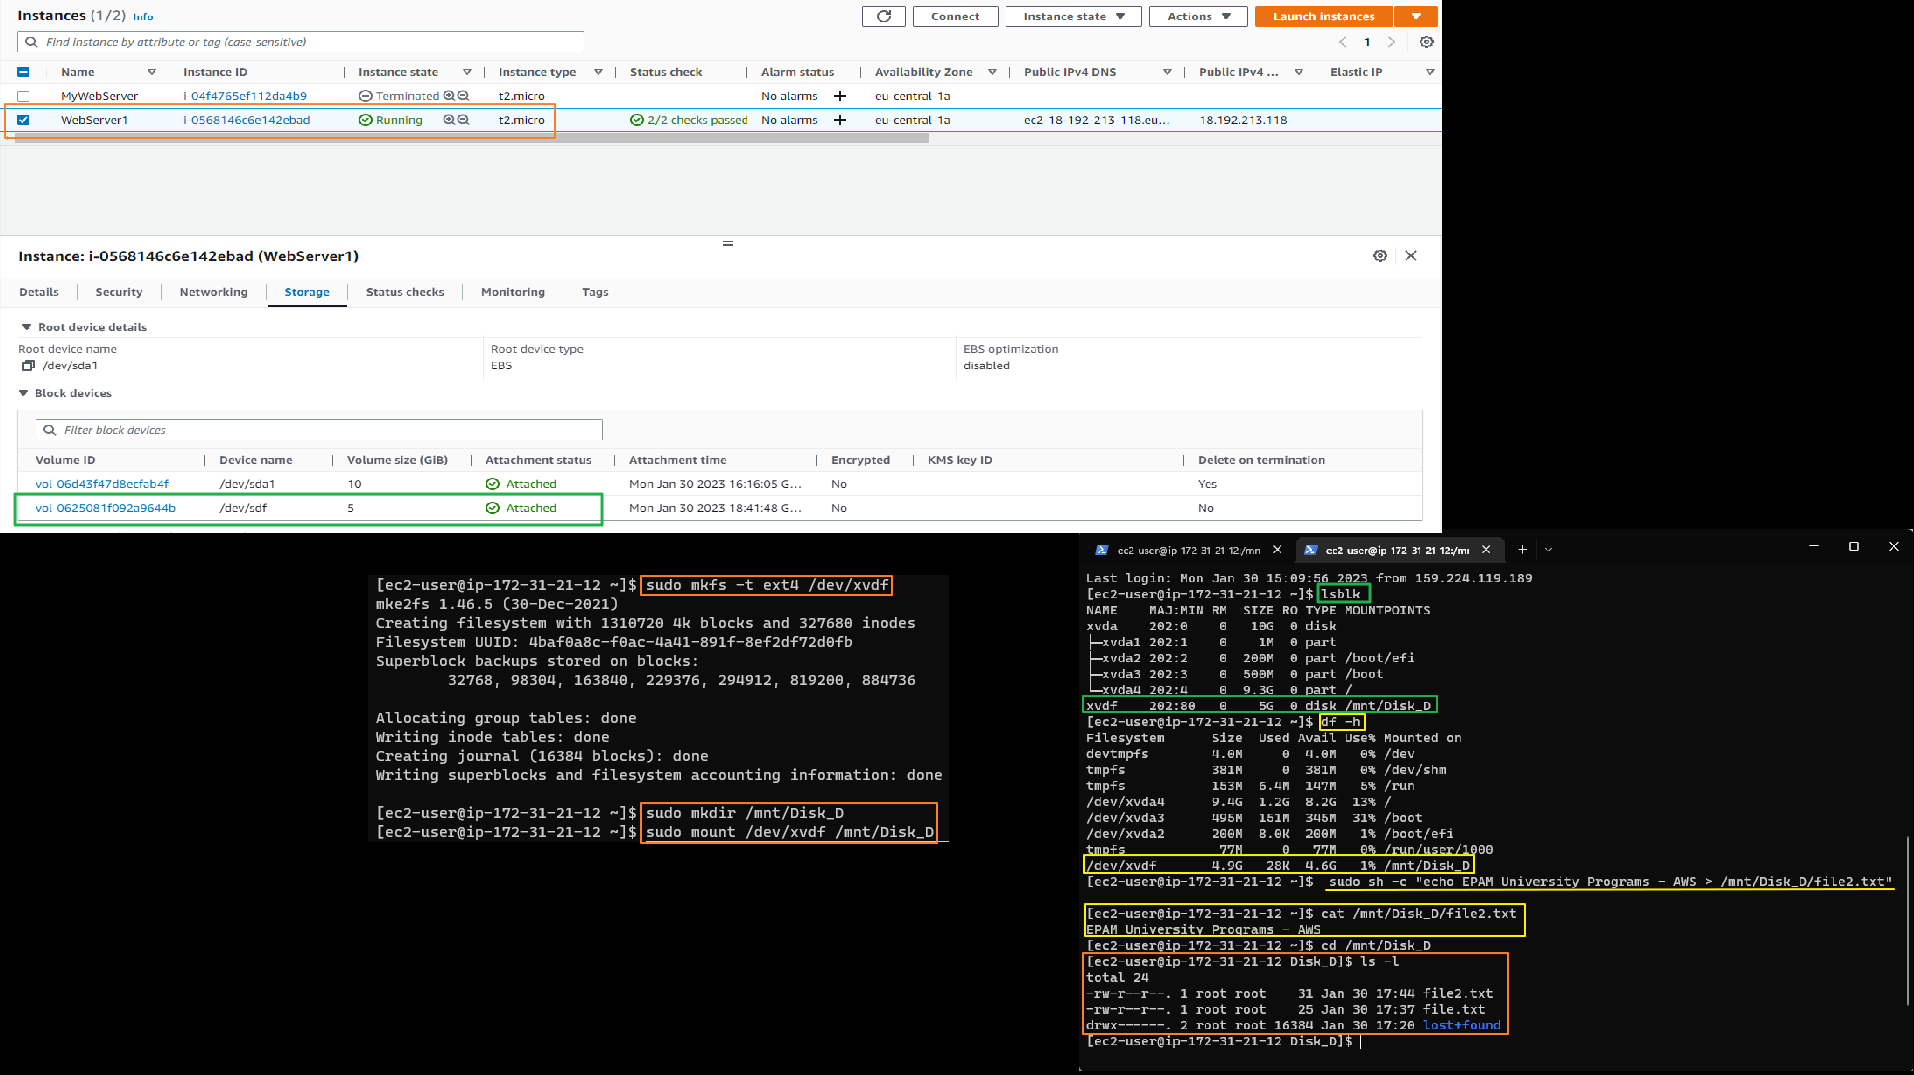 Instances (1/2) Info
Connect
Instance state
Actions
Launch instances
Find instance by attribute or tag (case-sensitive)
1
Name Instance ID Instance state Instance type Status check Alarm status Availability Zone Public IPv4 DNS Public IPv4 ... Elastic IP
MyWebServer i-04f4765ef112da4b9 Terminated t2.micro No alarms + eu-central-1a
WebServer1 i-0568146c6e142ebad Running t2.micro 2/2 checks passed No alarms + eu-central-1a ec2-18-192-213-118.eu... 18.192.213.118
Instance: i-0568146c6e142ebad (WebServer1)
Details Security Networking Storage Status checks Monitoring Tags
Root device details
Root device name Root device type EBS optimization
/dev/sda1 EBS disabled
Block devices
Filter block devices
Volume ID Device name Volume size (GiB) Attachment status Attachment time Encrypted KMS key ID Delete on termination
vol-06d43f47d8ecfab4f /dev/sda1 10 Attached Mon Jan 30 2023 16:16:05 G... No Yes
vol-0625081f092a9644b /dev/sdf 5 Attached Mon Jan 30 2023 18:41:48 G... No No
[ec2-user@ip-172-31-21-12 ~]$ sudo mkfs -t ext4 /dev/xvdf
mke2fs 1.46.5 (30-Dec-2021)
Creating filesystem with 1310720 4k blocks and 327680 inodes
Filesystem UUID: 4baf0a8c-f0ac-4a41-891f-8ef2df72d0fb
Superblock backups stored on blocks:
32768, 98304, 163840, 229376, 294912, 819200, 884736
Allocating group tables: done
Writing inode tables: done
Creating journal (16384 blocks): done
Writing superblocks and filesystem accounting information: done
[ec2-user@ip-172-31-21-12 ~]$ sudo mkdir /mnt/Disk_D
[ec2-user@ip-172-31-21-12 ~]$ sudo mount /dev/xvdf /mnt/Disk_D
ec2-user@ip-172-31-21-12:/mn ec2-user@ip-172-31-21-12:/mn
Last login: Mon Jan 30 15:09:56 2023 from 159.224.119.189
[ec2-user@ip-172-31-21-12 ~]$ lsblk
NAME MAJ:MIN RM SIZE RO TYPE MOUNTPOINTS
xvda 202:0 0 10G 0 disk
├─xvda1 202:1 0 1M 0 part
├─xvda2 202:2 0 200M 0 part /boot/efi
├─xvda3 202:3 0 500M 0 part /boot
└─xvda4 202:4 0 9.3G 0 part /
xvdf 202:80 0 5G 0 disk /mnt/Disk_D
[ec2-user@ip-172-31-21-12 ~]$ df -h
Filesystem Size Used Avail Use% Mounted on
devtmpfs 4.0M 0 4.0M 0% /dev
tmpfs 381M 0 381M 0% /dev/shm
tmpfs 153M 6.4M 147M 5% /run
/dev/xvda4 9.4G 1.2G 8.2G 13% /
/dev/xvda3 495M 151M 345M 31% /boot
/dev/xvda2 200M 8.0K 200M 1% /boot/efi
tmpfs 77M 0 77M 0% /run/user/1000
/dev/xvdf 4.9G 28K 4.6G 1% /mnt/Disk_D
[ec2-user@ip-172-31-21-12 ~]$ sudo sh -c "echo EPAM University Programs - AWS > /mnt/Disk_D/file2.txt"
[ec2-user@ip-172-31-21-12 ~]$ cat /mnt/Disk_D/file2.txt
EPAM University Programs - AWS
[ec2-user@ip-172-31-21-12 ~]$ cd /mnt/Disk_D
[ec2-user@ip-172-31-21-12 Disk_D]$ ls -l
total 24
-rw-r--r--. 1 root root 31 Jan 30 17:44 file2.txt
-rw-r--r--. 1 root root 25 Jan 30 17:37 file.txt
drwx------. 2 root root 16384 Jan 30 17:20 lost+found
[ec2-user@ip-172-31-21-12 Disk_D]$